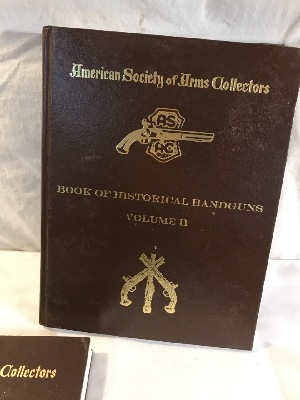 American Society of Arms Collectors
AS
AC
BOOK OF HISTORICAL HANDGUNS
VOLUME II
Collectors